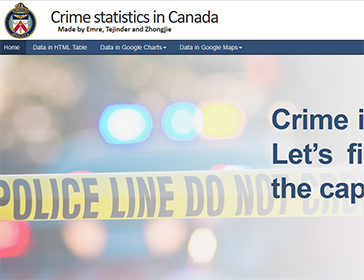 Crime statistics in Canada
Made by Emre, Tejinder and Zhongjie
Home Data in HTML Table Data in Google Charts Data in Google Maps
Crime i
Let's fi
the cap
POLICE LINE DO NOT CROS